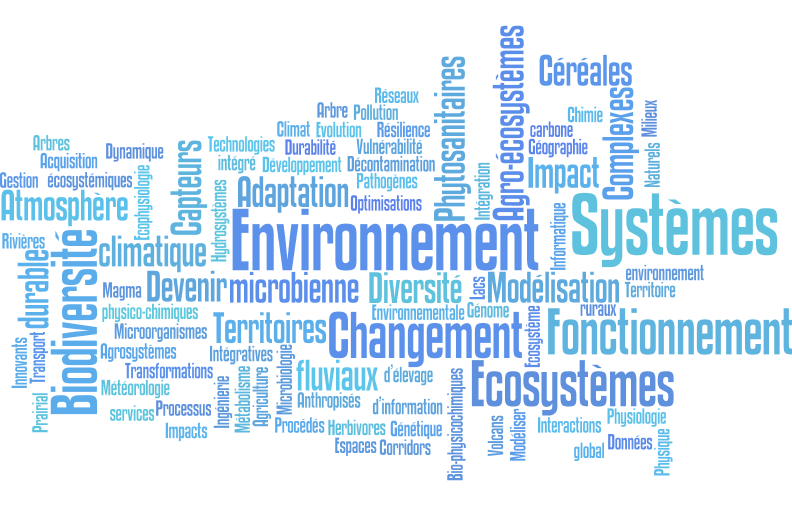 Agro-écosystèmes
Céréales
Phytosanitaires
Complexes
Réseaux
Arbre
Pollution
Milieux
Chimie
Climat
Evolution
Résilience
carbone
Arbres
Technologies
Durabilité
Vulnérabilité
Géographie
Naturels
Acquisition
Dynamique
Capteurs
intégré
Développement
Décontamination
Intégration
Impact
Gestion
écosystémiques
Ecophysiologie
Hydrosystèmes
Adaptation
Pathogènes
Optimisations
Atmosphère
Informatique
Systèmes
Environnement
Rivières
durable
Biodiversité
climatique
Magma
Devenir
microbienne
Diversité
Lacs
Modélisation
environnement
Territoire
physico-chimiques
Environnementale
Génome
ruraux
Microorganismes
Territoires
Changement
Ecosystème
Fonctionnement
Innovants
Transport
Agrosystèmes
Intégratives
Microbiologie
Transformations
fluviaux
d'élevage
Ecosystèmes
Météorologie
Ingénierie
Métabolisme
Agriculture
Prairial
services
Processus
Anthropisés
d'information
Bio-physicochimiques
Impacts
Procédés
Herbivores
Génétique
Volcans
Modéliser
Interactions
Physiologie
Espaces
Corridors
global
Données
Physique